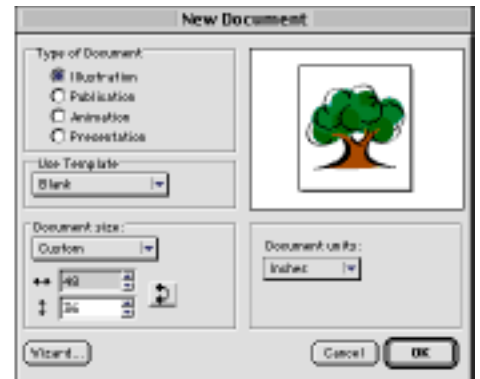 New Document
Type of Document
Illustration
Publication
Animation
Presentation
Use Template
Blank
Document size:
Custom
48
36
Document units:
Inches
Wizard...
Cancel
OK